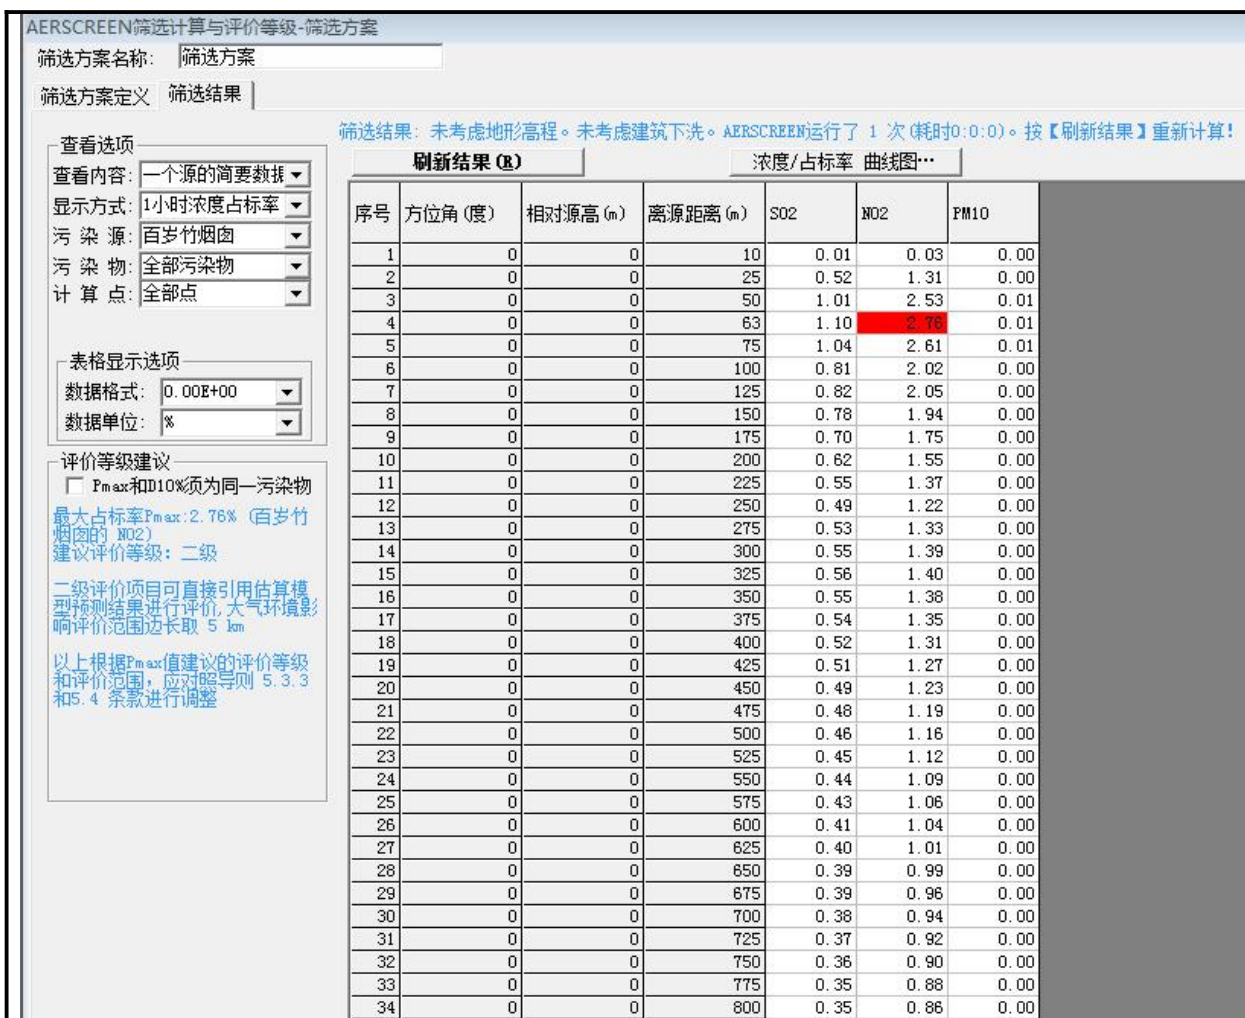 AERSCREEN筛选计算与评价等级-筛选方案
筛选方案名称: 筛选方案
筛选方案定义 筛选结果
查看选项
查看内容: 一个源的简要数据
显示方式: 1小时浓度占标率
污 染 源: 百岁竹烟囱
污 染 物: 全部污染物
计 算 点: 全部点
表格显示选项
数据格式: 0.00E+00
数据单位: %
评价等级建议
Pmax和D10%须为同一污染物
最大占标率Pmax:2.76% (百岁竹
烟囱的 NO2)
建议评价等级: 二级
二级评价项目可直接引用估算模
型预测结果进行评价,大气环境影
响评价范围边长取 5 km
以上根据Pmax值建议的评价等级
和评价范围, 应对照导则 5.3.3
和5.4 条款进行调整
筛选结果: 未考虑地形高程。未考虑建筑下洗。AERSCREEN运行了 1 次(耗时0:0:0)。按【刷新结果】重新计算!
刷新结果(R) 浓度/占标率 曲线图…
序号 方位角(度) 相对源高(m) 离源距离(m) SO2 NO2 PM10
1 0 0 10 0.01 0.03 0.00
2 0 0 25 0.52 1.31 0.00
3 0 0 50 1.01 2.53 0.01
4 0 0 63 1.10 2.76 0.01
5 0 0 75 1.04 2.61 0.01
6 0 0 100 0.81 2.02 0.00
7 0 0 125 0.82 2.05 0.00
8 0 0 150 0.78 1.94 0.00
9 0 0 175 0.70 1.75 0.00
10 0 0 200 0.62 1.55 0.00
11 0 0 225 0.55 1.37 0.00
12 0 0 250 0.49 1.22 0.00
13 0 0 275 0.53 1.33 0.00
14 0 0 300 0.55 1.39 0.00
15 0 0 325 0.56 1.40 0.00
16 0 0 350 0.55 1.38 0.00
17 0 0 375 0.54 1.35 0.00
18 0 0 400 0.52 1.31 0.00
19 0 0 425 0.51 1.27 0.00
20 0 0 450 0.49 1.23 0.00
21 0 0 475 0.48 1.19 0.00
22 0 0 500 0.46 1.16 0.00
23 0 0 525 0.45 1.12 0.00
24 0 0 550 0.44 1.09 0.00
25 0 0 575 0.43 1.06 0.00
26 0 0 600 0.41 1.04 0.00
27 0 0 625 0.40 1.01 0.00
28 0 0 650 0.39 0.99 0.00
29 0 0 675 0.39 0.96 0.00
30 0 0 700 0.38 0.94 0.00
31 0 0 725 0.37 0.92 0.00
32 0 0 750 0.36 0.90 0.00
33 0 0 775 0.35 0.88 0.00
34 0 0 800 0.35 0.86 0.00